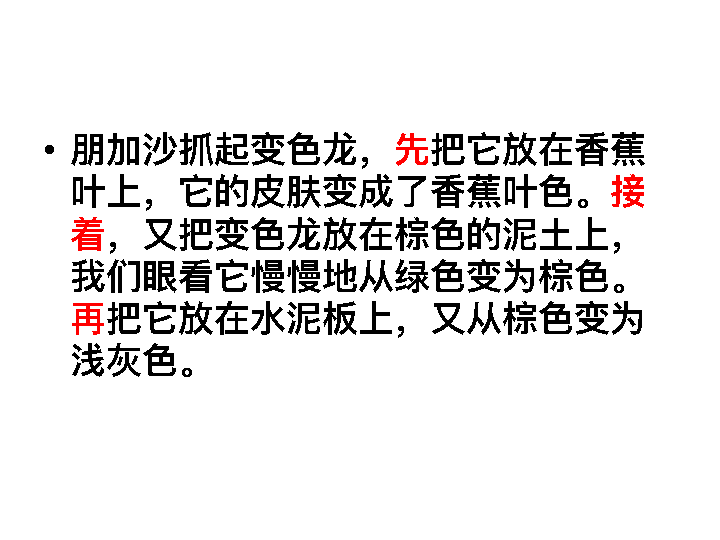 • 朋加沙抓起变色龙，先把它放在香蕉
叶上，它的皮肤变成了香蕉叶色。接
着，又把变色龙放在棕色的泥土上，
我们眼看它慢慢地从绿色变为棕色。
再把它放在水泥板上，又从棕色变为
浅灰色。